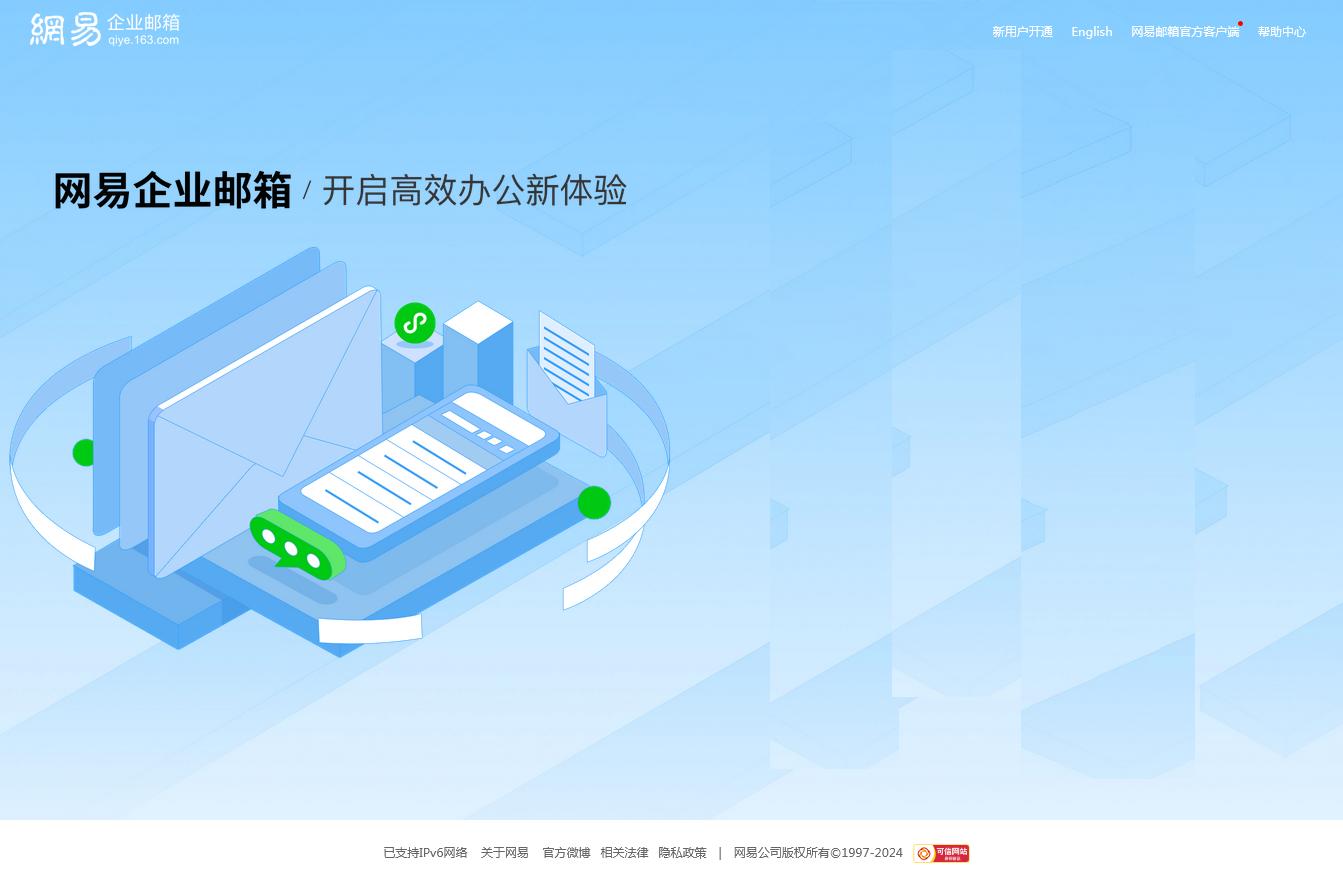 網易 企业邮箱
qiye.163.com
新用户开通 English 网易邮箱官方客户端 帮助中心
网易企业邮箱 / 开启高效办公新体验
已支持IPv6网络 关于网易 官方微博 相关法律 隐私政策 | 网易公司版权所有©1997-2024 可信网站